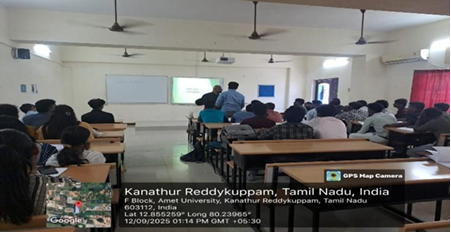 GPS Map Camera
Kanathur Reddykuppam, Tamil Nadu, India
F Block, Amet University, Kanathur Reddykuppam, Tamil Nadu
603112, India
Lat 12.855259° Long 80.23965°
12/09/2025 01:14 PM GMT +05:30
Google